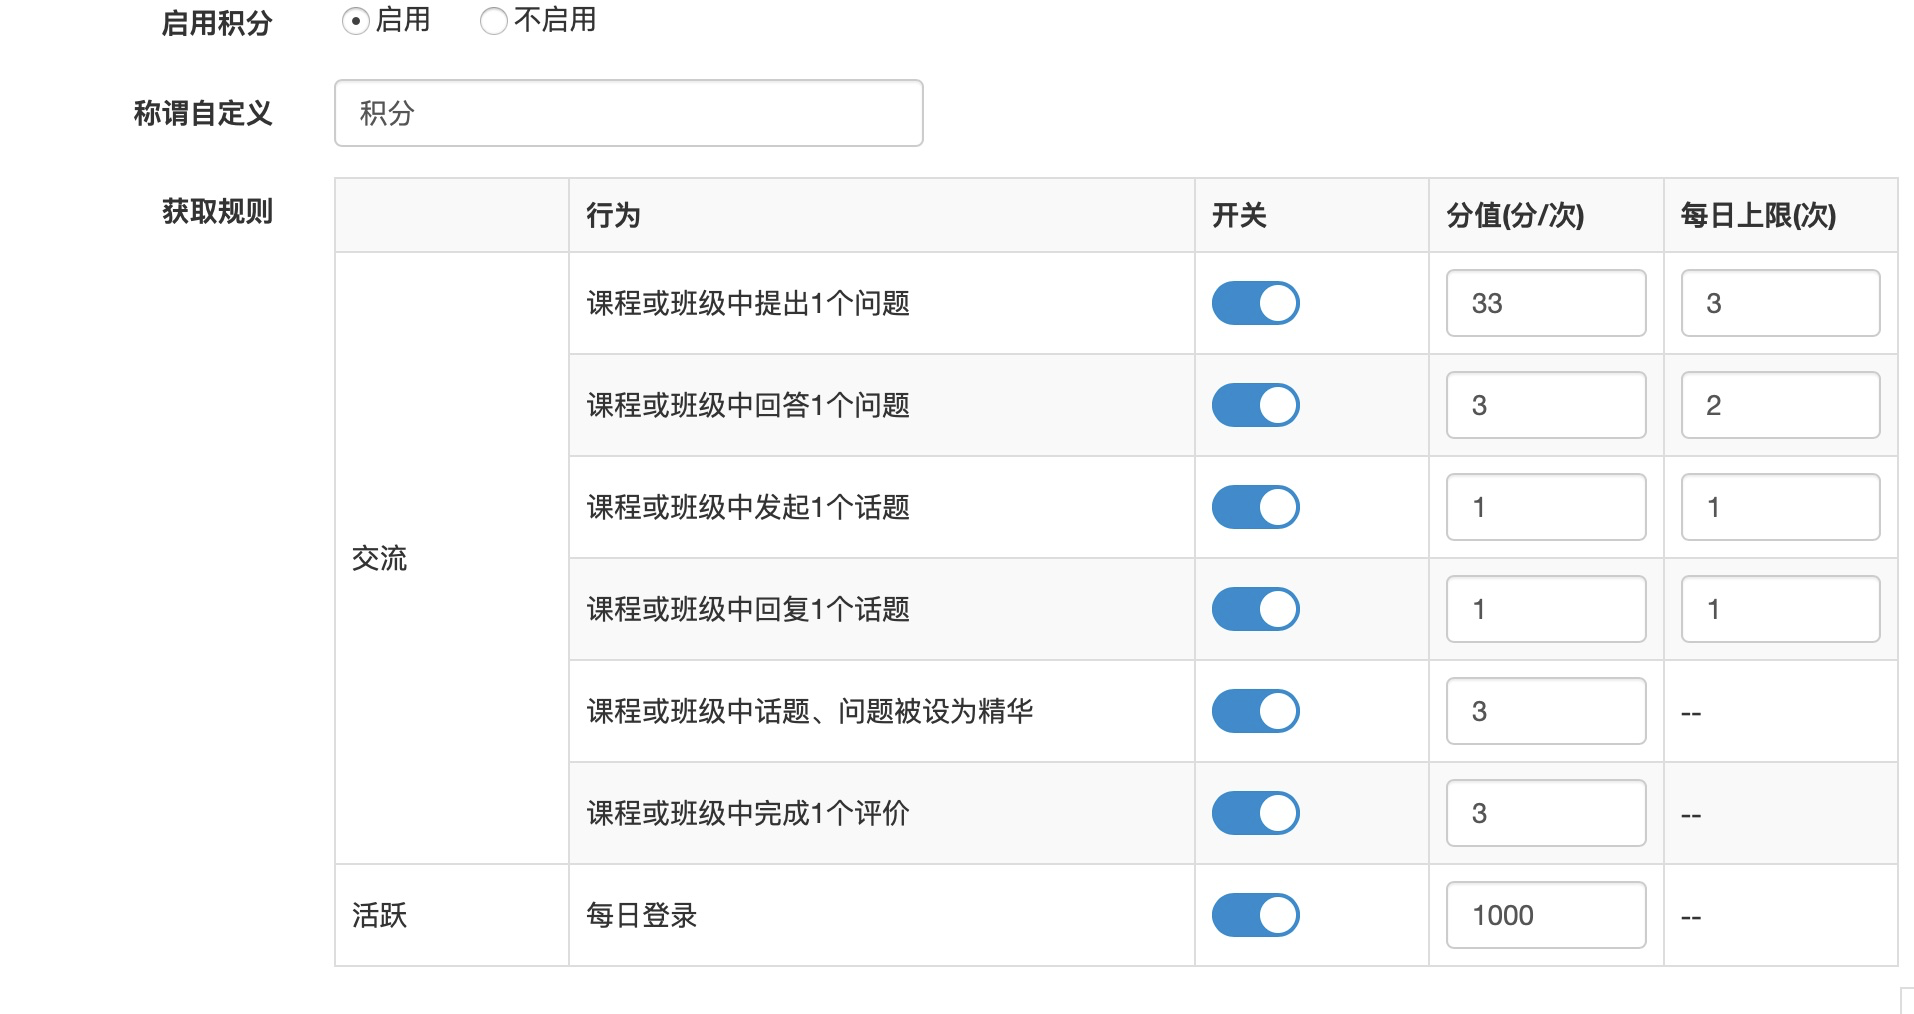 启用积分 启用 不启用
称谓自定义 积分
获取规则
行为 开关 分值(分/次) 每日上限(次)
交流
课程或班级中提出1个问题 33 3
课程或班级中回答1个问题 3 2
课程或班级中发起1个话题 1 1
课程或班级中回复1个话题 1 1
课程或班级中话题、问题被设为精华 3 --
课程或班级中完成1个评价 3 --
活跃 每日登录 1000 --